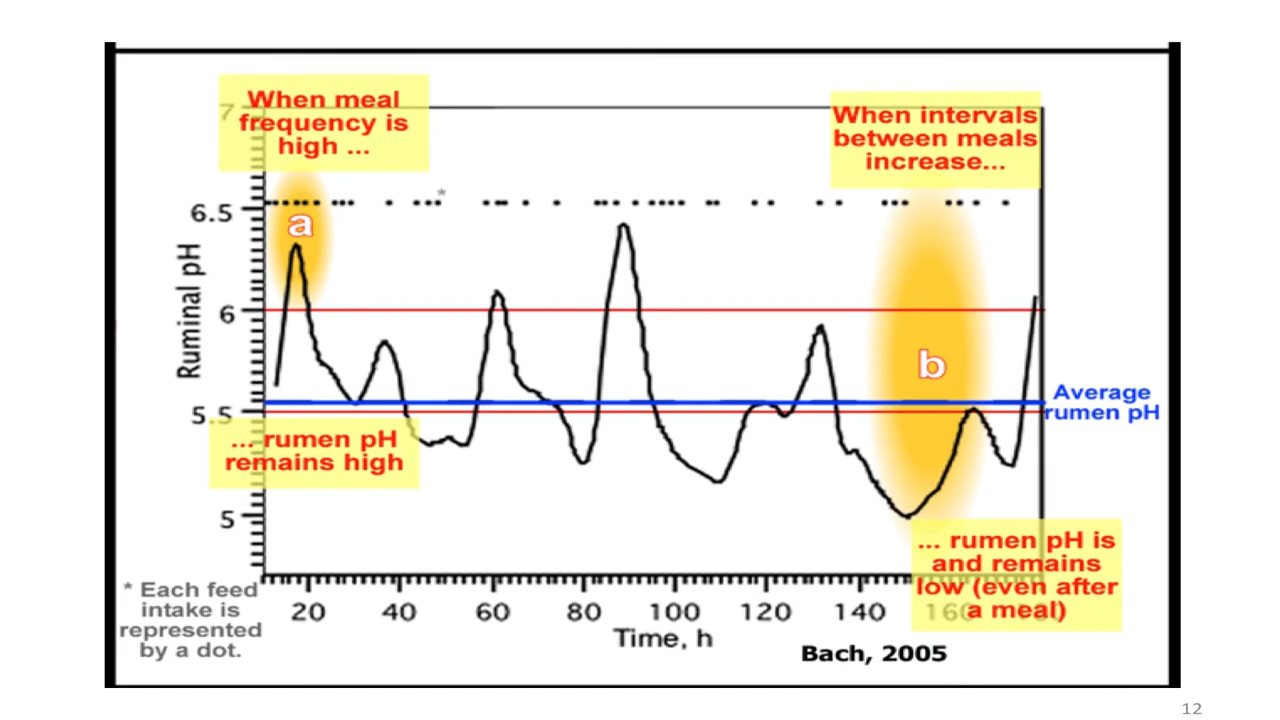 When meal
frequency is
high ...
When intervals
between meals
increase...
7
6.5
6
5.5
5
Ruminal pH
*
a
b
Average
rumen pH
... rumen pH
remains high
... rumen pH is
and remains
low (even after
a meal)
* Each feed
intake is
represented
by a dot.
20 40 60 80 100 120 140 160
Time, h
Bach, 2005
12